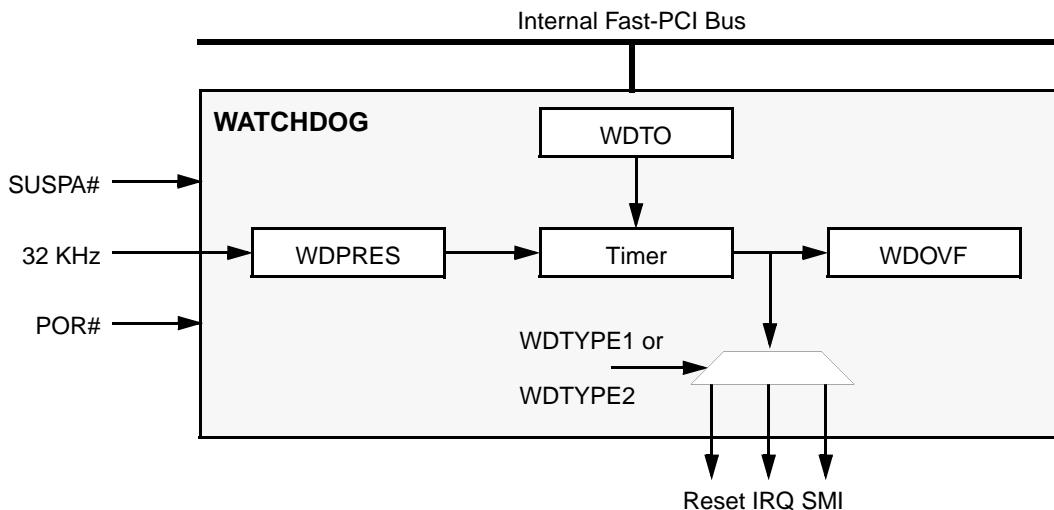 Internal Fast-PCI Bus
WATCHDOG
WDTO
SUSPA#
32 KHz
WDPRES
Timer
WDOVF
POR#
WDTYPE1 or
WDTYPE2
Reset IRQ SMI